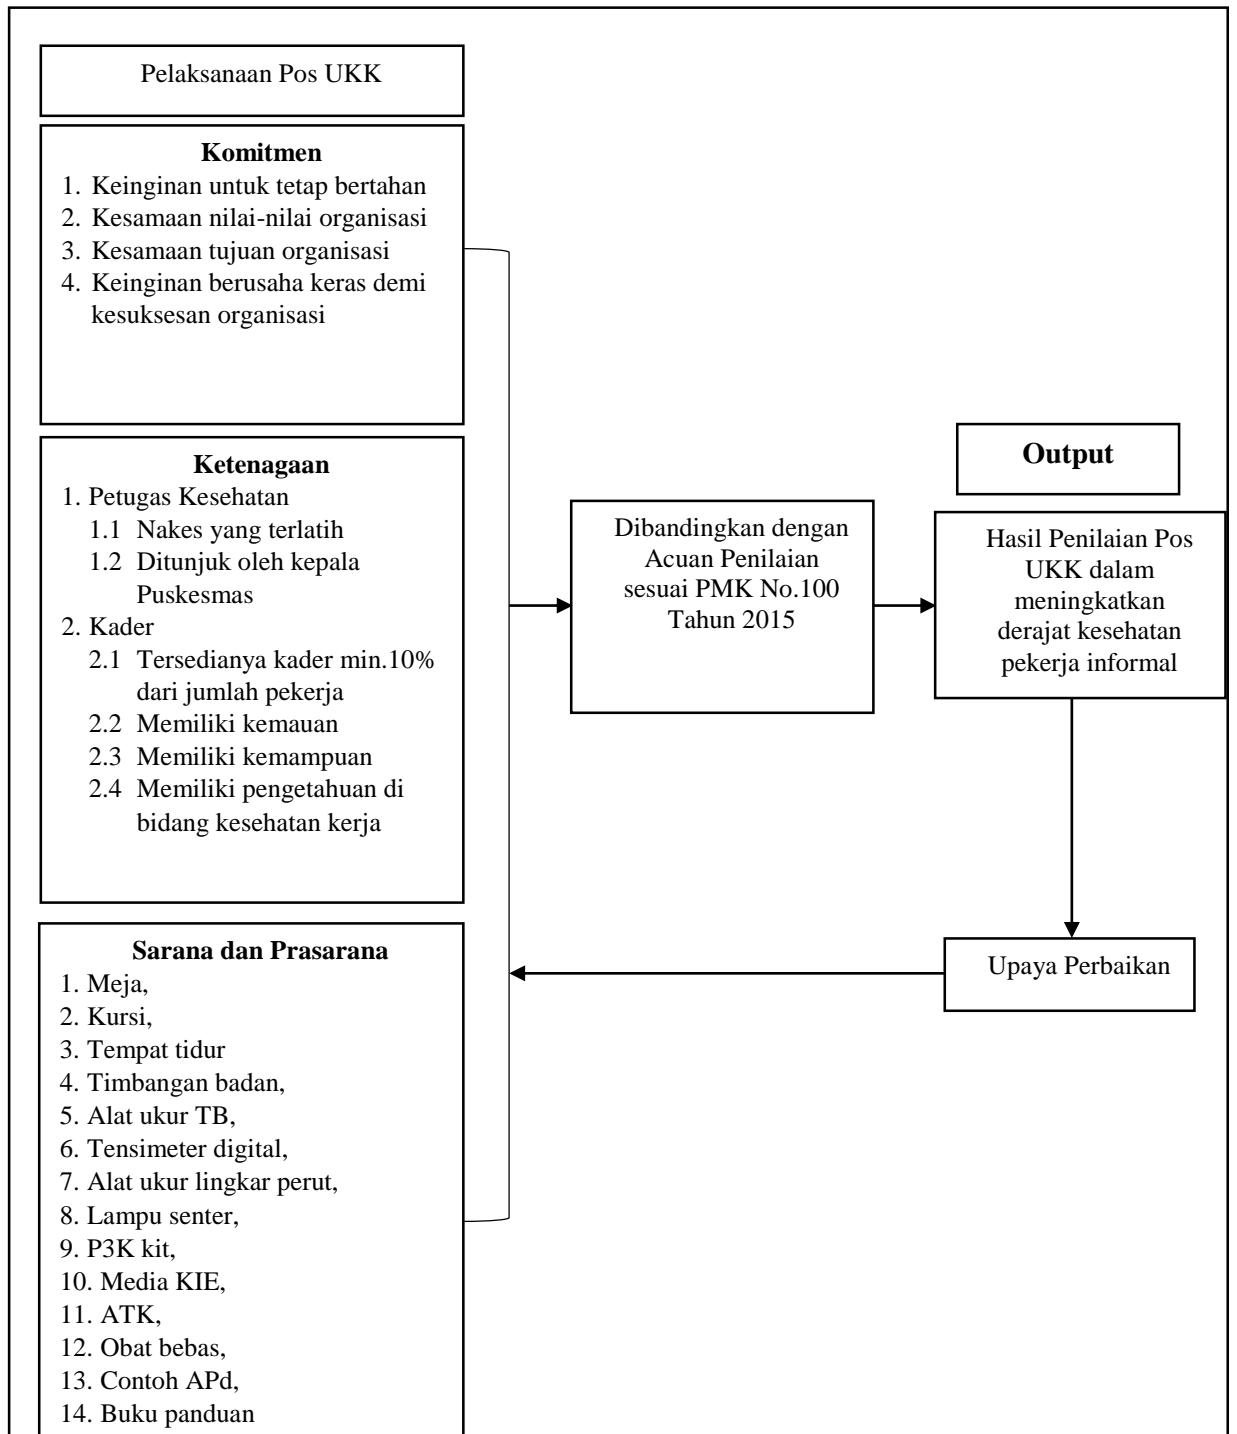 Pelaksanaan Pos UKK
Komitmen
1. Keinginan untuk tetap bertahan
2. Kesamaan nilai-nilai organisasi
3. Kesamaan tujuan organisasi
4. Keinginan berusaha keras demi
kesuksesan organisasi
Ketenagaan
1. Petugas Kesehatan
1.1 Nakes yang terlatih
1.2 Ditunjuk oleh kepala
Puskesmas
2. Kader
2.1 Tersedianya kader min.10%
dari jumlah pekerja
2.2 Memiliki kemauan
2.3 Memiliki kemampuan
2.4 Memiliki pengetahuan di
bidang kesehatan kerja
Sarana dan Prasarana
1. Meja,
2. Kursi,
3. Tempat tidur
4. Timbangan badan,
5. Alat ukur TB,
6. Tensimeter digital,
7. Alat ukur lingkar perut,
8. Lampu senter,
9. P3K kit,
10. Media KIE,
11. ATK,
12. Obat bebas,
13. Contoh APd,
14. Buku panduan
Dibandingkan dengan
Acuan Penilaian
sesuai PMK No.100
Tahun 2015
Output
Hasil Penilaian Pos
UKK dalam
meningkatkan
derajat kesehatan
pekerja informal
Upaya Perbaikan